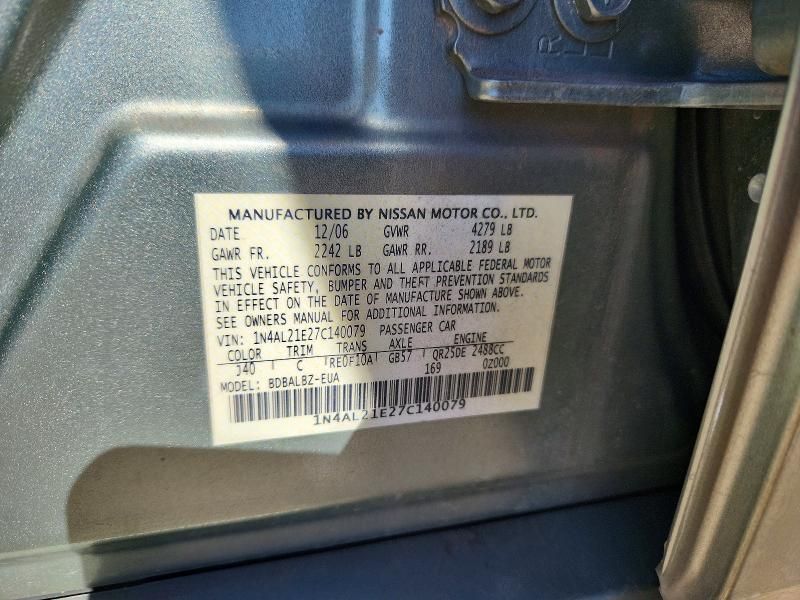 R
MANUFACTURED BY NISSAN MOTOR CO., LTD.
DATE 12/06 GVWR 4279 LB
GAWR FR. 2242 LB GAWR RR. 2189 LB
THIS VEHICLE CONFORMS TO ALL APPLICABLE FEDERAL MOTOR
VEHICLE SAFETY, BUMPER AND THEFT PREVENTION STANDARDS
IN EFFECT ON THE DATE OF MANUFACTURE SHOWN ABOVE.
SEE OWNERS MANUAL FOR ADDITIONAL INFORMATION.
VIN: 1N4AL21E27C140079 PASSENGER CAR
COLOR TRIM TRANS AXLE ENGINE
J40 C RE0F10A GB57 QR25DE 2488CC
MODEL: BDBALBZ-EUA 169 0Z000
1N4AL21E27C140079